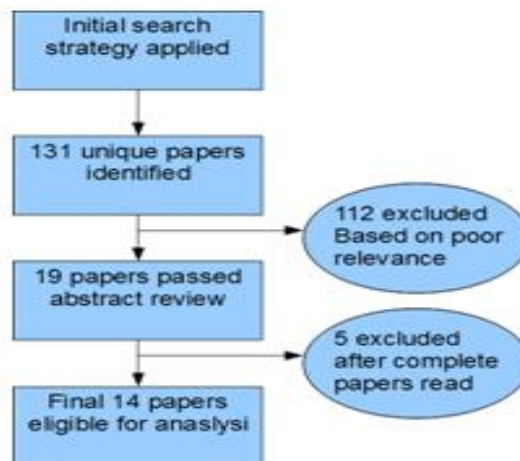 Initial search
strategy applied
131 unique papers
identified
112 excluded
Based on poor
relevance
19 papers passed
abstract review
5 excluded
after complete
papers read
Final 14 papers
eligible for anaslysi